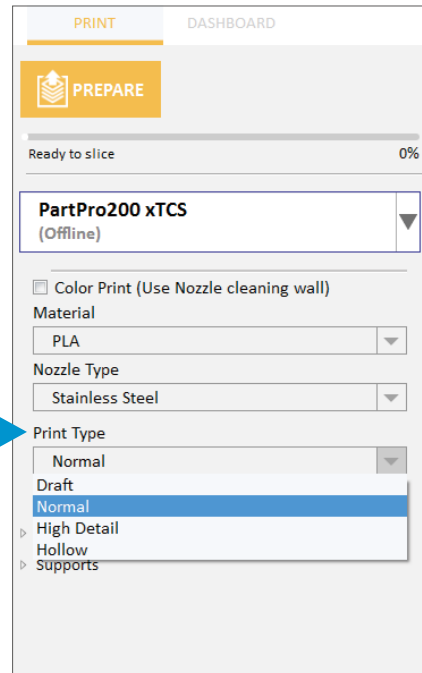 PRINT DASHBOARD
PREPARE
Ready to slice 0%
PartPro200 xTCS
(Offline)
Color Print (Use Nozzle cleaning wall)
Material
PLA
Nozzle Type
Stainless Steel
Print Type
Normal
Draft
Normal
High Detail
Hollow
Supports